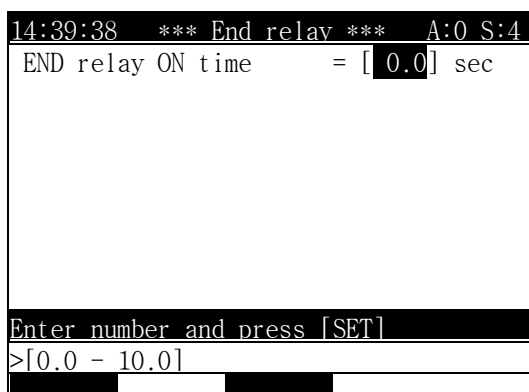 14:39:38 *** End relay *** A:0 S:4
END relay ON time = [ 0.0] sec
Enter number and press [SET]
>[0.0 - 10.0]